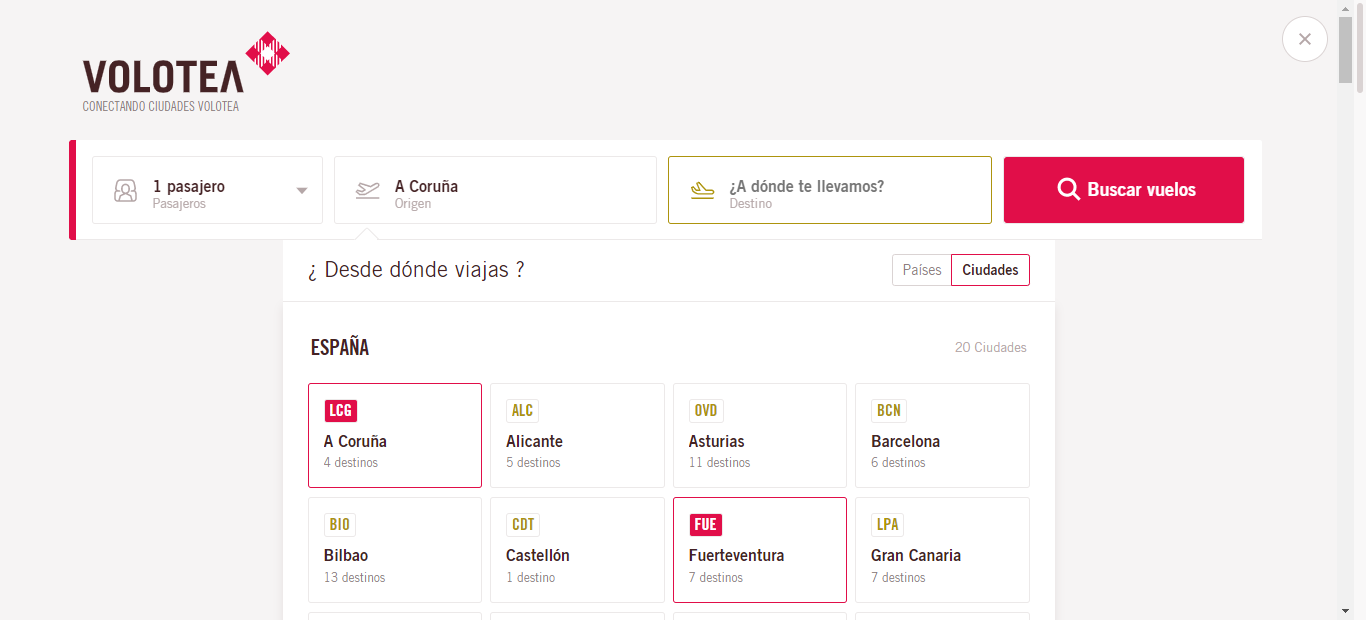 VOLOTEA
CONECTANDO CIUDADES VOLOTEA
1 pasajero
Pasajeros
A Coruña
Origen
¿A dónde te llevamos?
Destino
Buscar vuelos
¿ Desde dónde viajas ?
Países
Ciudades
ESPAÑA
20 Ciudades
LCG
A Coruña
4 destinos
ALC
Alicante
5 destinos
OVD
Asturias
11 destinos
BCN
Barcelona
6 destinos
BIO
Bilbao
13 destinos
CDT
Castellón
1 destino
FUE
Fuerteventura
7 destinos
LPA
Gran Canaria
7 destinos